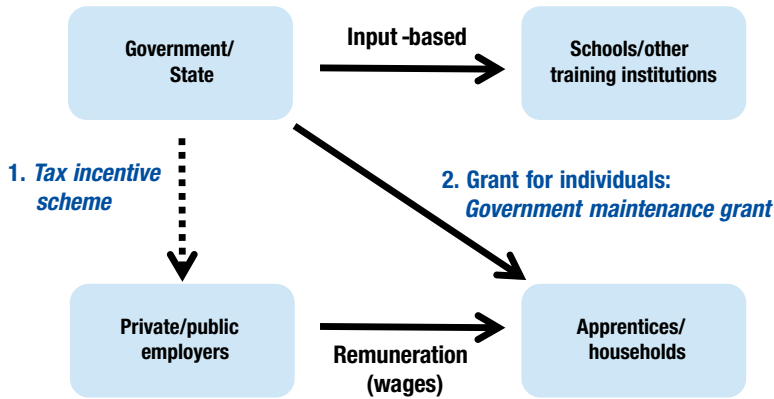 Government/
State
Input -based
Schools/other
training institutions
1. Tax incentive
scheme
2. Grant for individuals:
Government maintenance grant
Private/public
employers
Remuneration
(wages)
Apprentices/
households